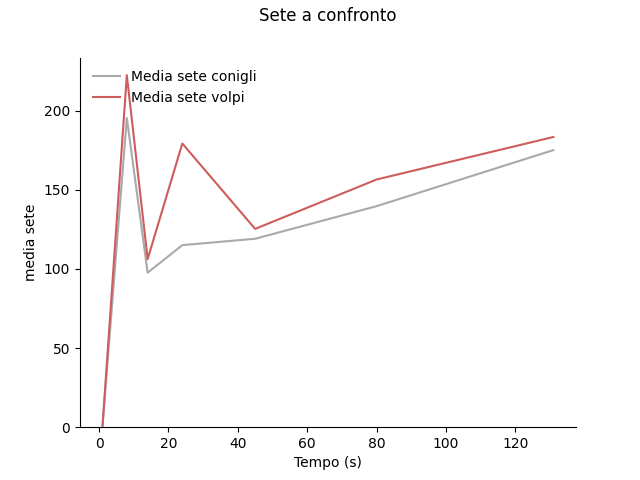 Sete a confronto
Media sete conigli
Media sete volpi
media sete
200
150
100
50
0
0 20 40 60 80 100 120
Tempo (s)